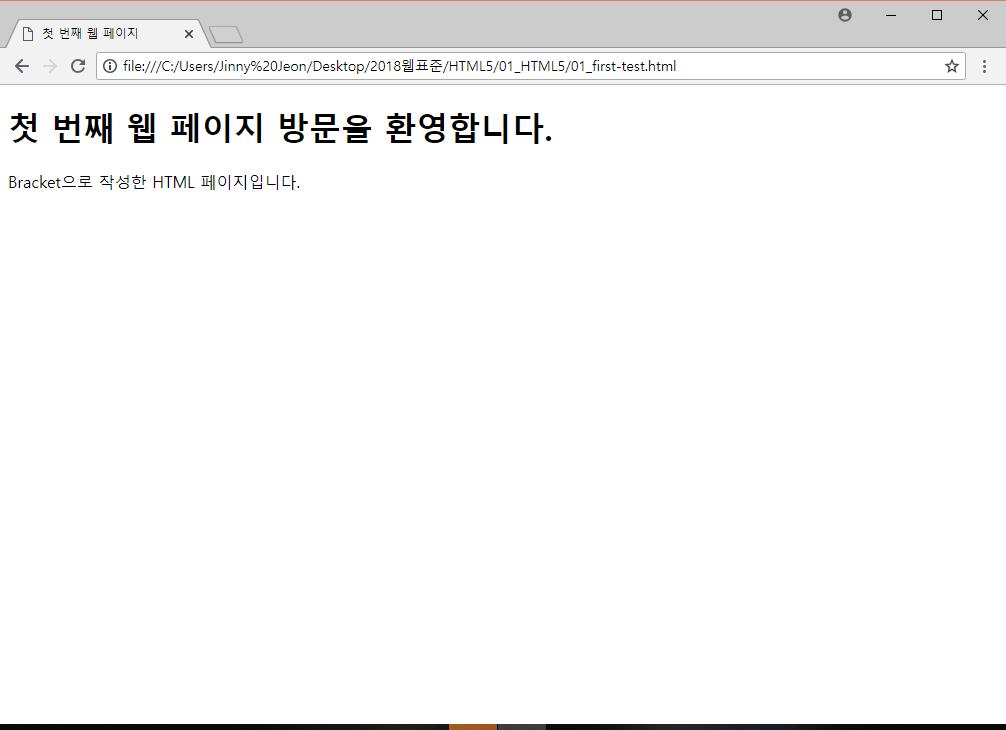 첫 번째 웹 페이지
file:///C:/Users/Jinny%20Jeon/Desktop/2018웹표준/HTML5/01_HTML5/01_first-test.html
첫 번째 웹 페이지 방문을 환영합니다.
Bracket으로 작성한 HTML 페이지입니다.